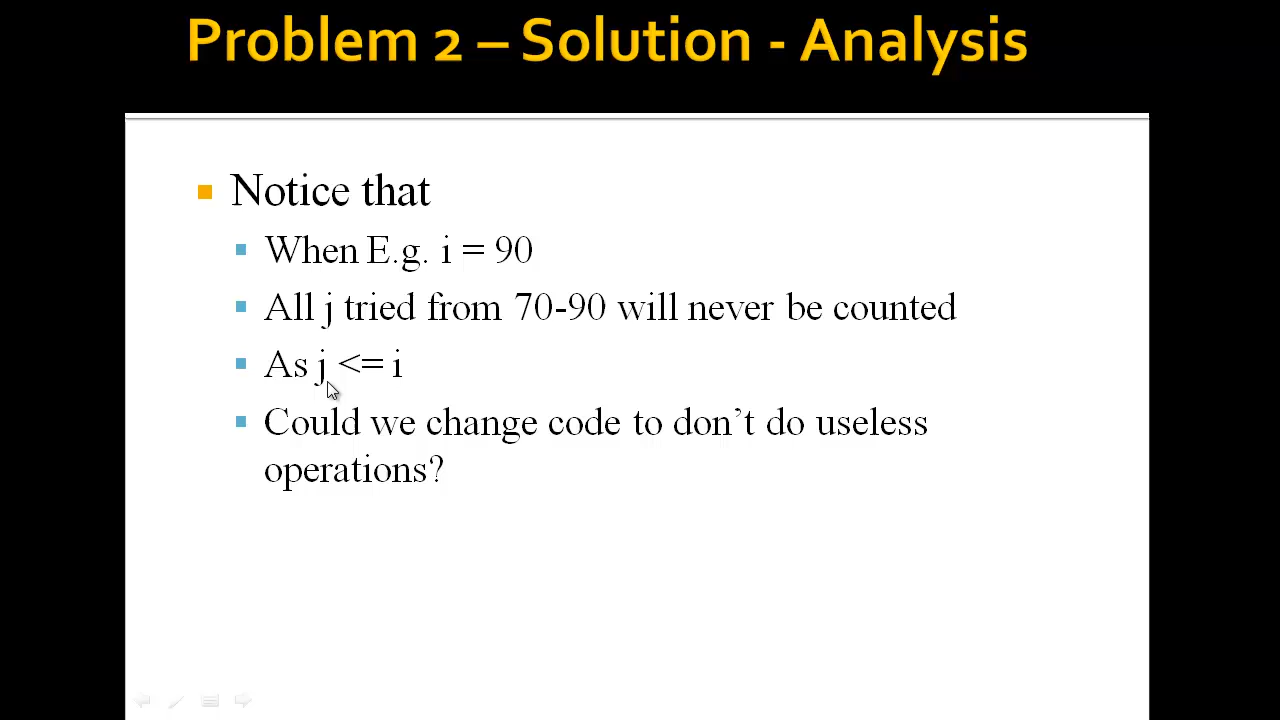 Problem 2 – Solution - Analysis
Notice that
When E.g. i = 90
All j tried from 70-90 will never be counted
As j <= i
Could we change code to don’t do useless
operations?